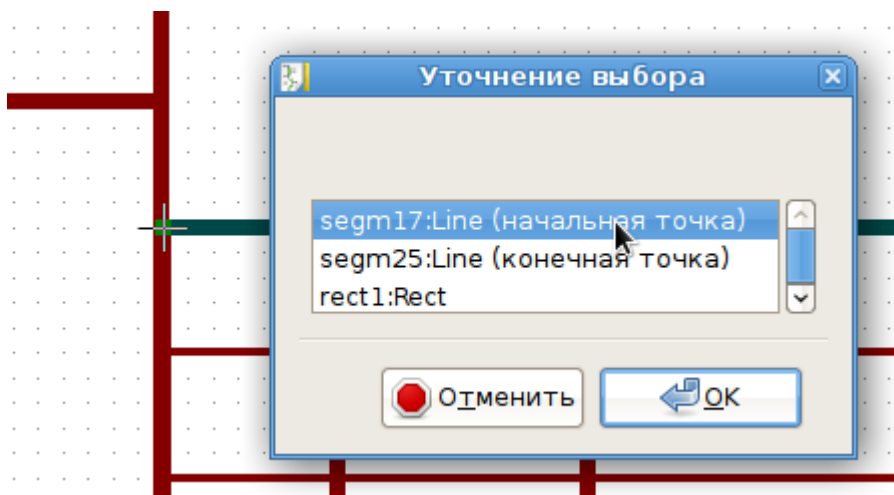 Уточнение выбора
segm17:Line (начальная точка)
segm25:Line (конечная точка)
rect1:Rect
Отменить
OK